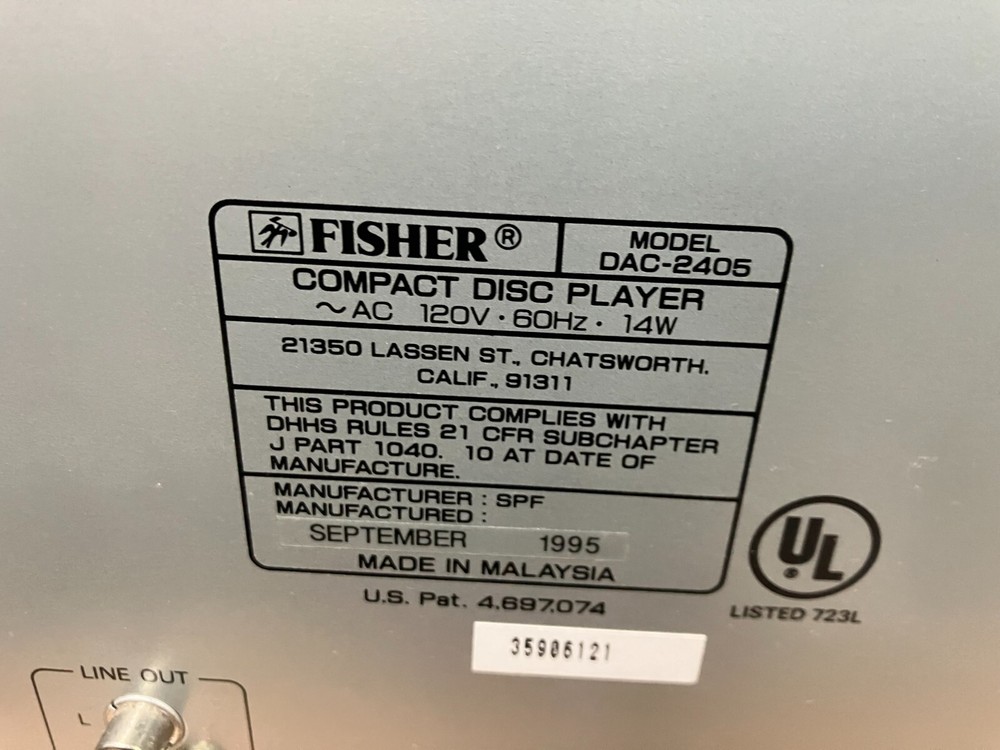 FISHER®
MODEL
DAC-2405
COMPACT DISC PLAYER
~AC 120V · 60Hz · 14W
21350 LASSEN ST., CHATSWORTH.
CALIF., 91311
THIS PRODUCT COMPLIES WITH
DHHS RULES 21 CFR SUBCHAPTER
J PART 1040. 10 AT DATE OF
MANUFACTURE.
MANUFACTURER : SPF
MANUFACTURED :
SEPTEMBER 1995
MADE IN MALAYSIA
U.S. Pat. 4,697,074
UL®
LISTED 723L
35906121
LINE OUT
L